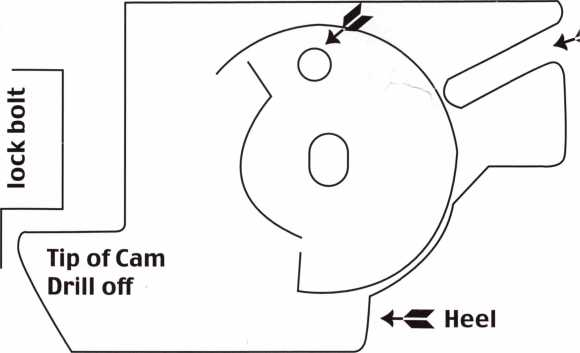 lock bolt
Tip of Cam
Drill off
Heel